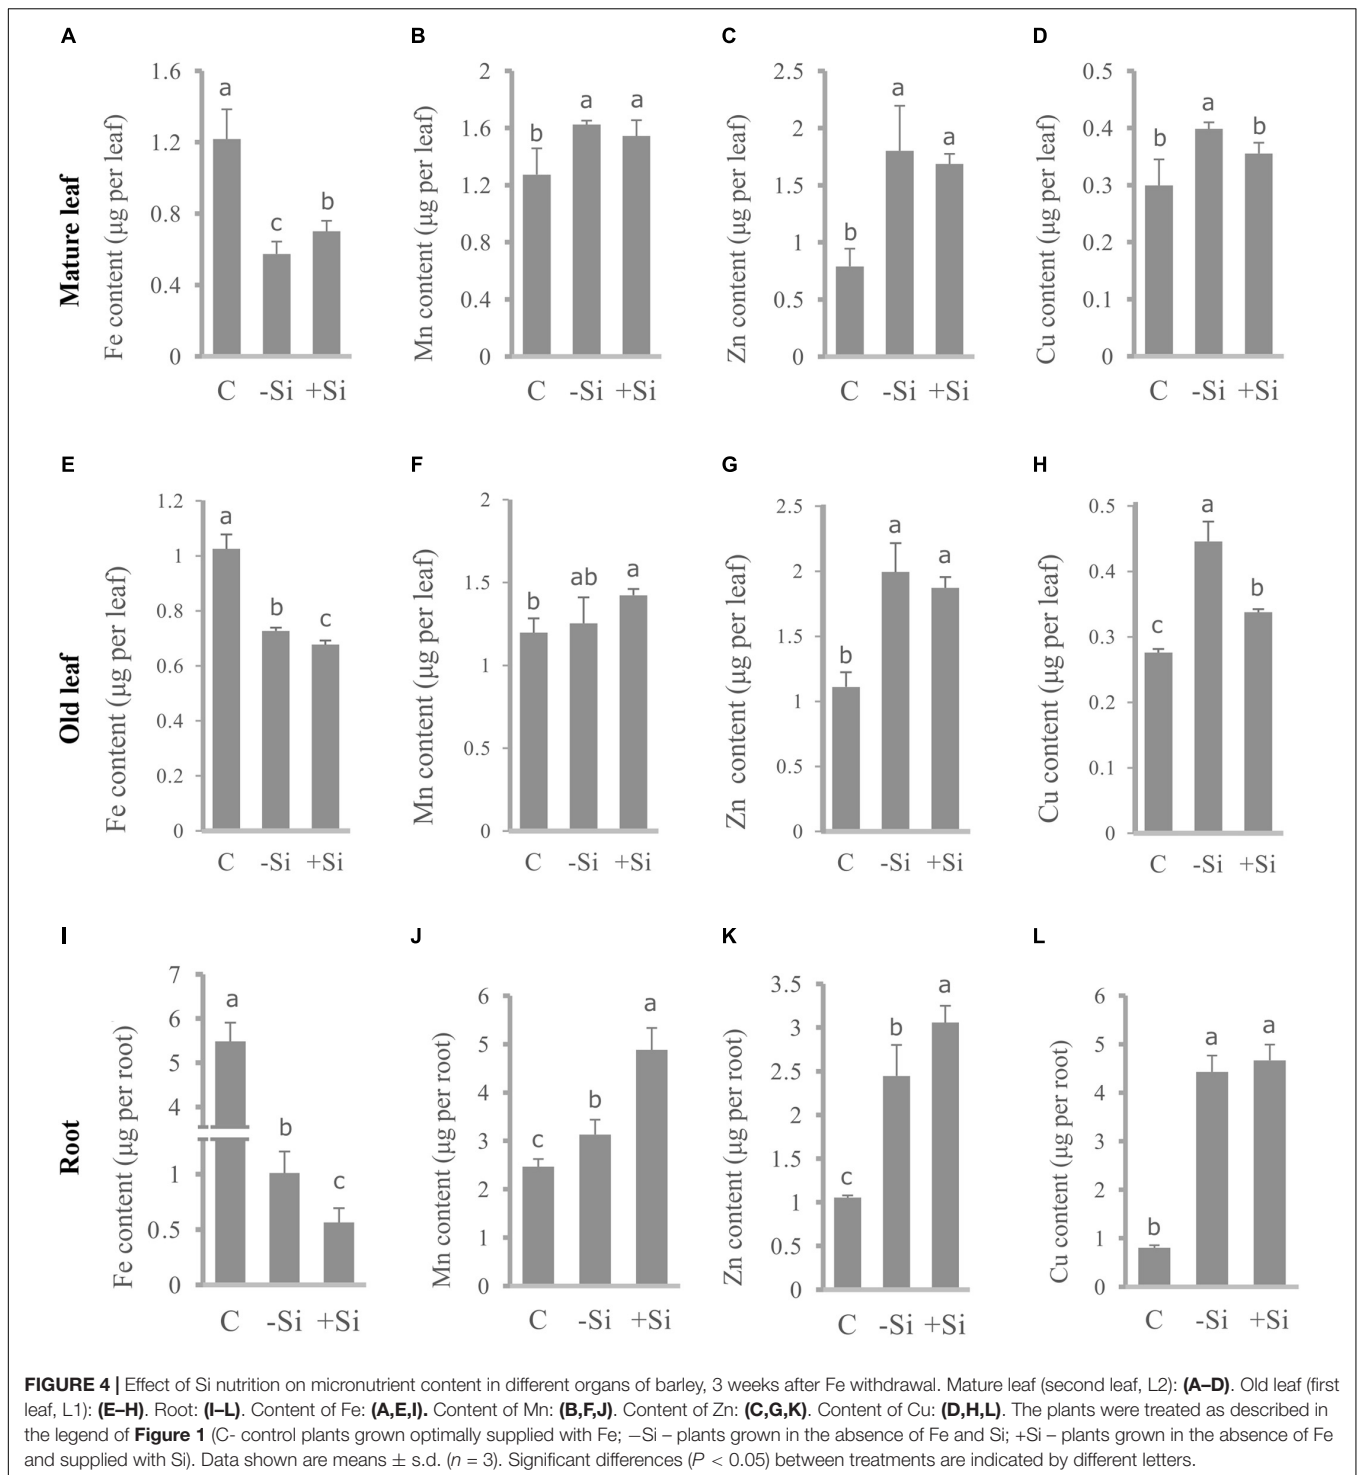 A B C D
Mature leaf
Fe content (µg per leaf)
1.6
1.2
0.8
0.4
0
a
c
b
C -Si +Si
Mn content (µg per leaf)
2
1.6
1.2
0.8
0.4
0
b
a
a
C -Si +Si
Zn content (µg per leaf)
2.5
2
1.5
1
0.5
0
b
a
a
C -Si +Si
Cu content (µg per leaf)
0.5
0.4
0.3
0.2
0.1
0
b
a
b
C -Si +Si
E F G H
Old leaf
Fe content (µg per leaf)
1.2
1
0.8
0.6
0.4
0.2
0
a
b
c
C -Si +Si
Mn content (µg per leaf)
2
1.5
1
0.5
0
b
ab
a
C -Si +Si
Zn content (µg per leaf)
2.5
2
1.5
1
0.5
0
b
a
a
C -Si +Si
Cu content (µg per leaf)
0.5
0.4
0.3
0.2
0.1
0
c
a
b
C -Si +Si
I J K L
Root
Fe content (µg per root)
7
6
5
4
1
0.5
0
a
b
c
C -Si +Si
Mn content (µg per root)
6
5
4
3
2
1
0
c
b
a
C -Si +Si
Zn content (µg per root)
3.5
3
2.5
2
1.5
1
0.5
0
c
b
a
C -Si +Si
Cu content (µg per root)
6
5
4
3
2
1
0
b
a
a
C -Si +Si
FIGURE 4 | Effect of Si nutrition on micronutrient content in different organs of barley, 3 weeks after Fe withdrawal. Mature leaf (second leaf, L2): (A–D). Old leaf (first
leaf, L1): (E–H). Root: (I–L). Content of Fe: (A,E,I). Content of Mn: (B,F,J). Content of Zn: (C,G,K). Content of Cu: (D,H,L). The plants were treated as described in
the legend of Figure 1 (C- control plants grown optimally supplied with Fe; −Si – plants grown in the absence of Fe and Si; +Si – plants grown in the absence of Fe
and supplied with Si). Data shown are means ± s.d. (n = 3). Significant differences (P < 0.05) between treatments are indicated by different letters.